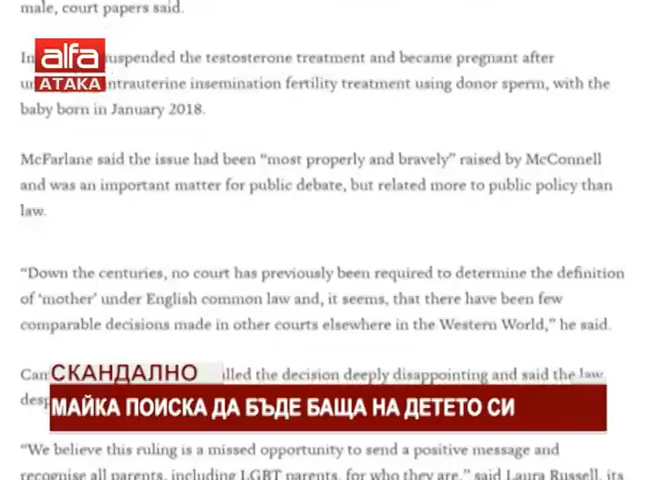 male, court papers said.
alfa
АТАКА
suspended the testosterone treatment and became pregnant after
intrauterine insemination fertility treatment using donor sperm, with the
baby born in January 2018.
McFarlane said the issue had been “most properly and bravely” raised by McConnell
and was an important matter for public debate, but related more to public policy than
law.
“Down the centuries, no court has previously been required to determine the definition
of ‘mother’ under English common law and, it seems, that there have been few
comparable decisions made in other courts elsewhere in the Western World,” he said.
the decision deeply disappointing and said the law
СКАНДАЛНО
МАЙКА ПОИСКА ДА БЪДЕ БАЩА НА ДЕТЕТО СИ
“We believe this ruling is a missed opportunity to send a positive message and
recognise all parents, including LGBT parents, for who they are,” said Laura Russell, its